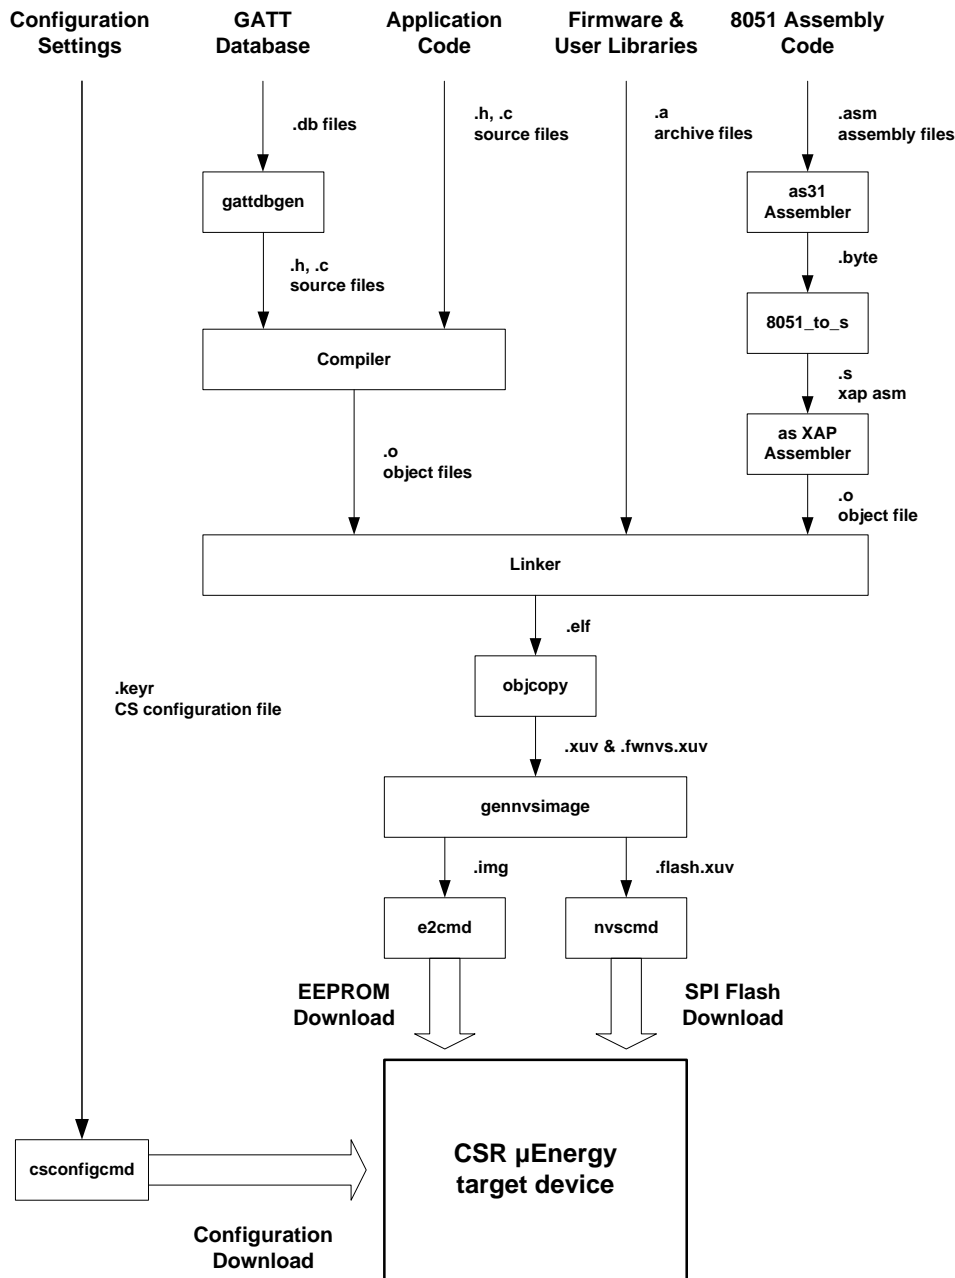 Configuration
Settings
GATT
Database
Application
Code
Firmware &
User Libraries
8051 Assembly
Code
.db files
.h, .c
source files
.a
archive files
.asm
assembly files
gattdbgen
as31
Assembler
.h, .c
source files
.byte
8051_to_s
Compiler
.s
xap asm
as XAP
Assembler
.o
object files
.o
object file
Linker
.elf
objcopy
.keyr
CS configuration file
.xuv & .fwnvs.xuv
gennvsimage
.img
.flash.xuv
e2cmd
nvscmd
EEPROM
Download
SPI Flash
Download
CSR µEnergy
target device
csconfigcmd
Configuration
Download